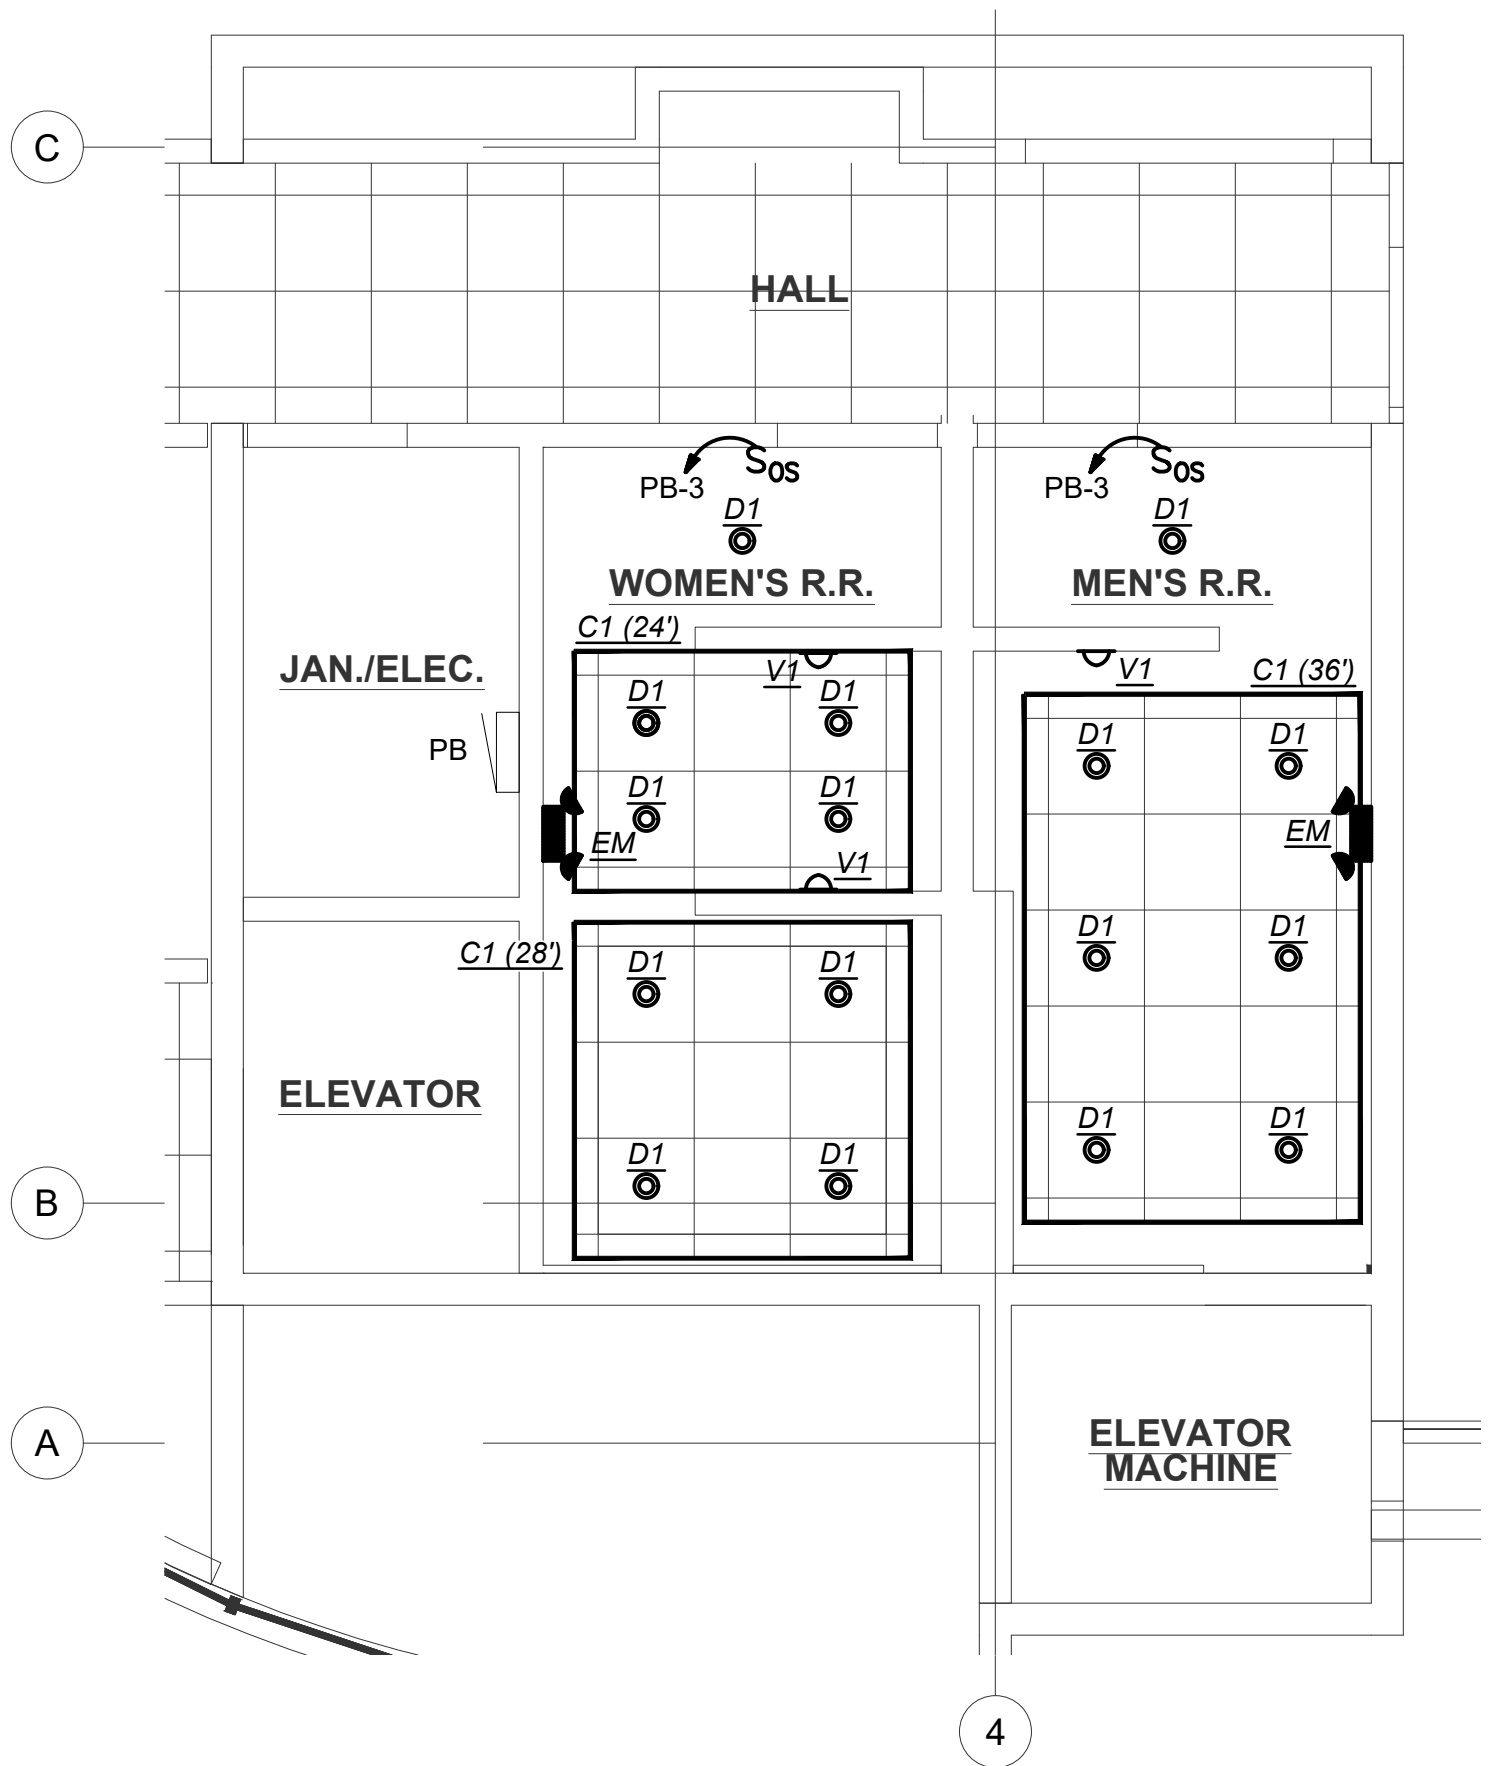 C
HALL
SOS
SOS
PB-3
PB-3
D1
D1
WOMEN'S R.R.
MEN'S R.R.
C1 (24')
JAN./ELEC.
V1
V1
C1 (36')
D1
D1
D1
D1
PB
D1
D1
EM
EM
V1
C1 (28')
D1
D1
D1
D1
ELEVATOR
D1
D1
D1
D1
B
A
ELEVATOR
MACHINE
4